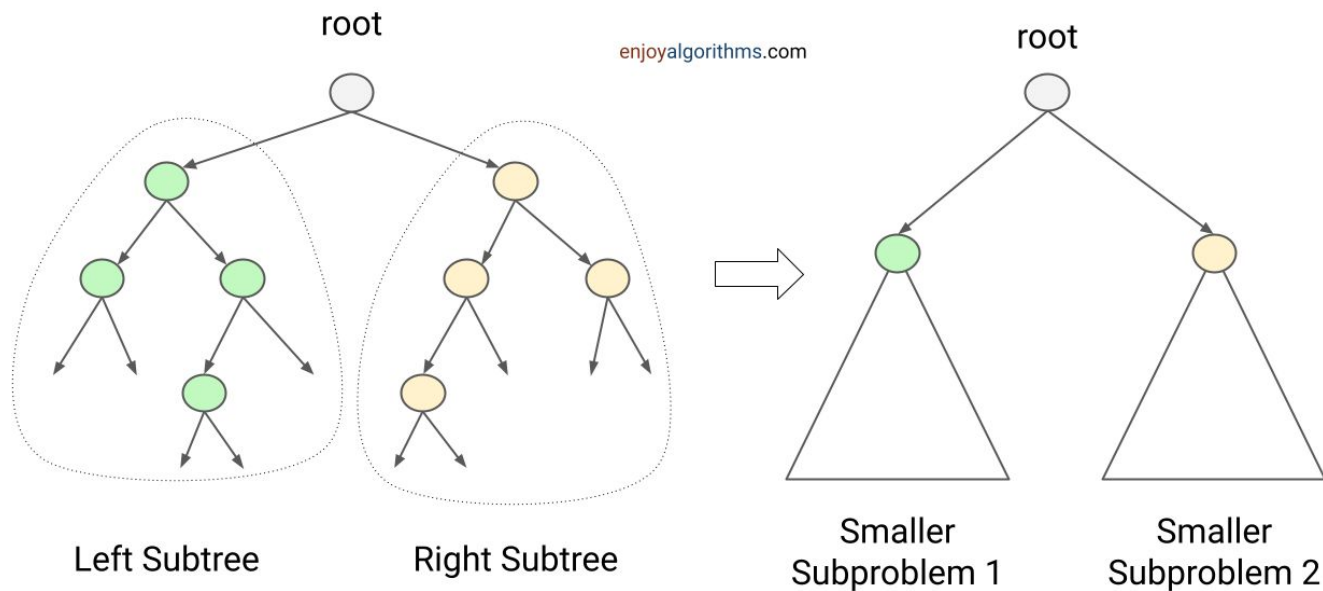 root
enjoyalgorithms.com
root
Left Subtree
Right Subtree
Smaller
Subproblem 1
Smaller
Subproblem 2